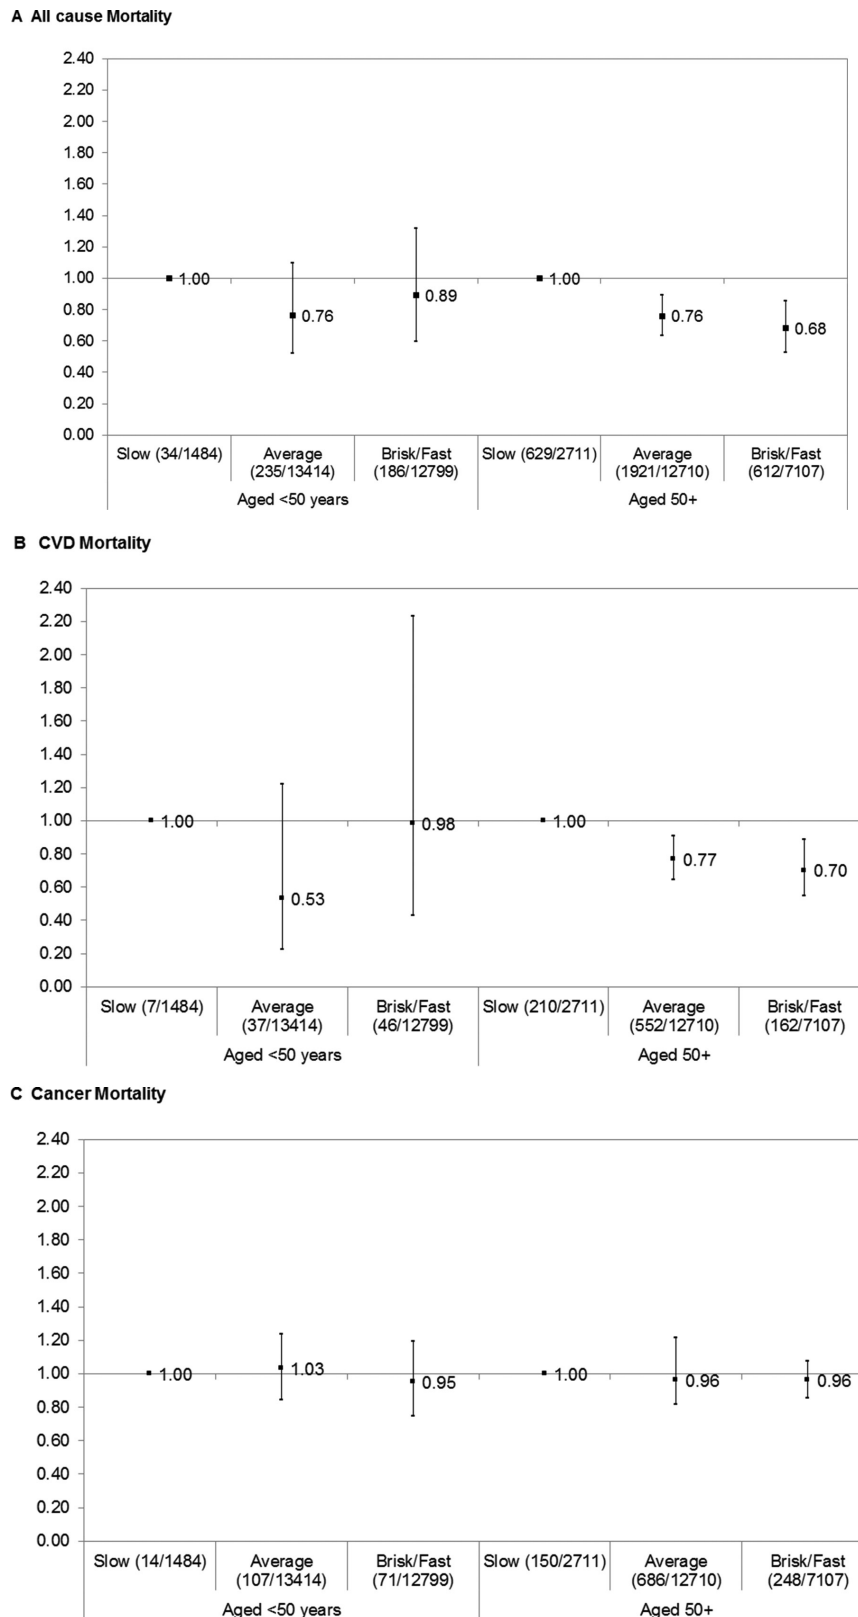 A All cause Mortality
2.40
2.20
2.00
1.80
1.60
1.40
1.20
1.00
0.80
0.60
0.40
0.20
0.00
1.00
0.76
0.89
1.00
0.76
0.68
Slow (34/1484)
Average
(235/13414)
Brisk/Fast
(186/12799)
Slow (629/2711)
Average
(1921/12710)
Brisk/Fast
(612/7107)
Aged <50 years
Aged 50+
B CVD Mortality
2.40
2.20
2.00
1.80
1.60
1.40
1.20
1.00
0.80
0.60
0.40
0.20
0.00
1.00
0.53
0.98
1.00
0.77
0.70
Slow (7/1484)
Average
(37/13414)
Brisk/Fast
(46/12799)
Slow (210/2711)
Average
(552/12710)
Brisk/Fast
(162/7107)
Aged <50 years
Aged 50+
C Cancer Mortality
2.40
2.20
2.00
1.80
1.60
1.40
1.20
1.00
0.80
0.60
0.40
0.20
0.00
1.00
1.03
0.95
1.00
0.96
0.96
Slow (14/1484)
Average
(107/13414)
Brisk/Fast
(71/12799)
Slow (150/2711)
Average
(686/12710)
Brisk/Fast
(248/7107)
Aged <50 years
Aged 50+